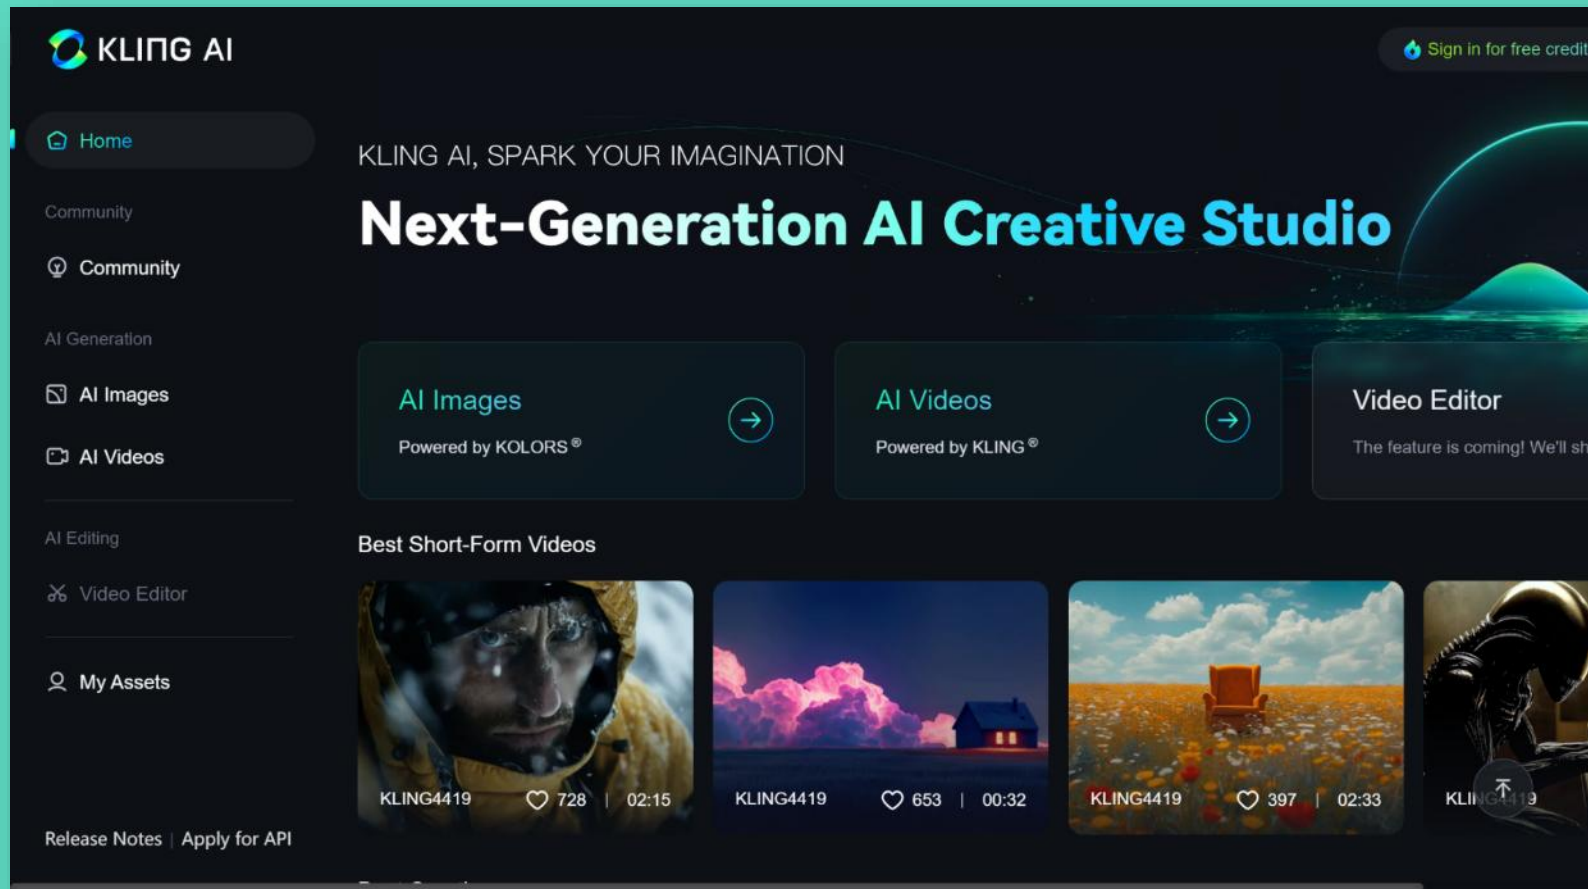 KLING AI
Sign in for free credit
Home
Community
Community
AI Generation
AI Images
AI Videos
AI Editing
Video Editor
My Assets
Release Notes | Apply for API
KLING AI, SPARK YOUR IMAGINATION
Next-Generation AI Creative Studio
AI Images
Powered by KOLORS®
AI Videos
Powered by KLING®
Video Editor
The feature is coming! We'll sh
Best Short-Form Videos
KLING4419 728 | 02:15
KLING4419 653 | 00:32
KLING4419 397 | 02:33